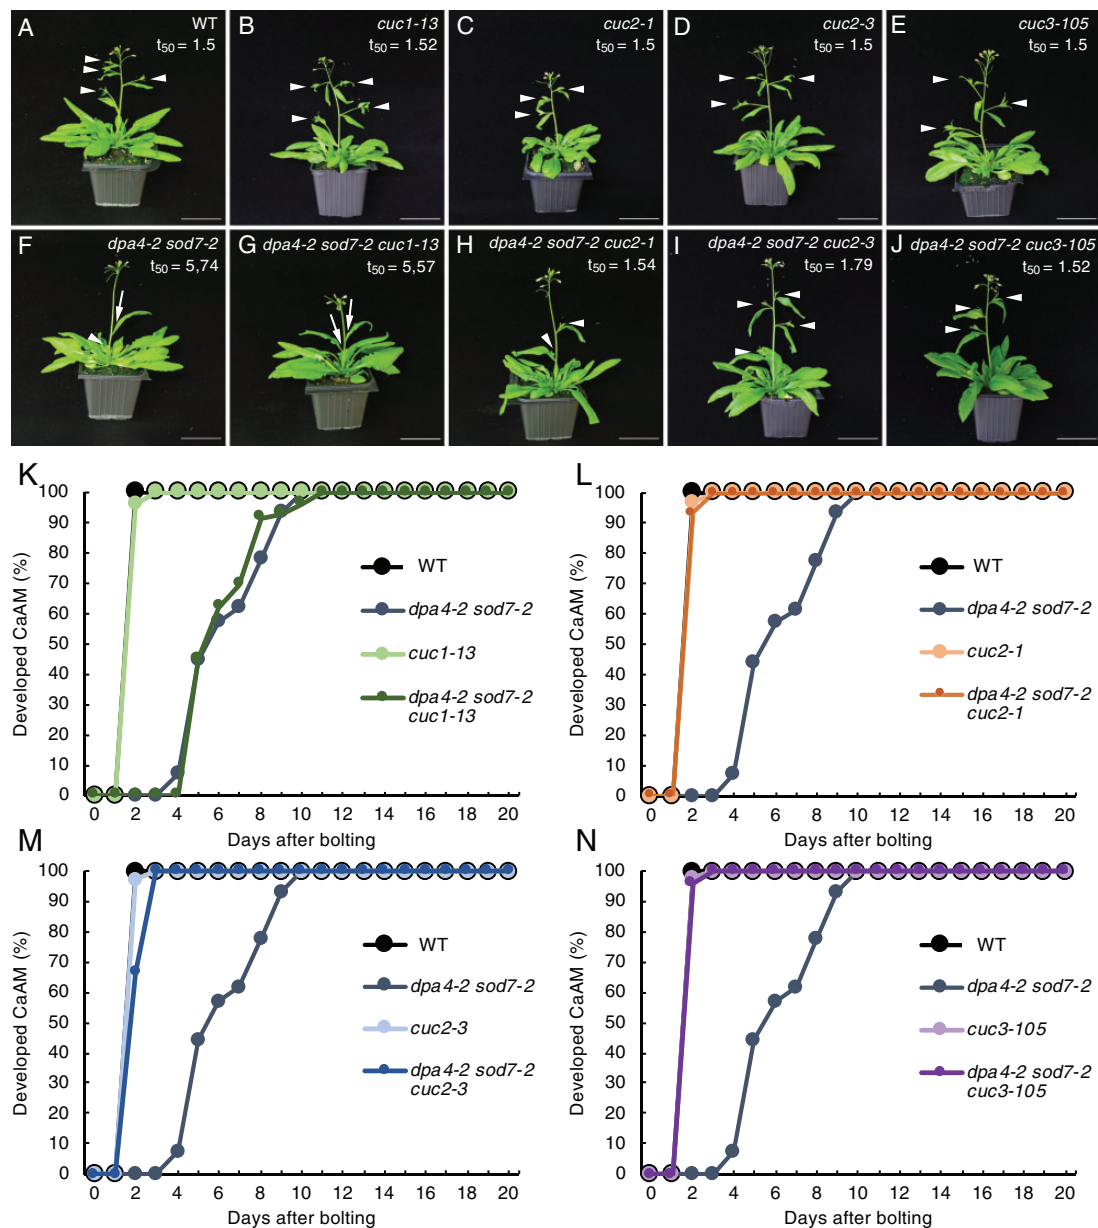 A
WT
t50 = 1.5
B
cuc1-13
t50 = 1.52
C
cuc2-1
t50 = 1.5
D
cuc2-3
t50 = 1.5
E
cuc3-105
t50 = 1.5
F
dpa4-2 sod7-2
t50 = 5,74
G
dpa4-2 sod7-2 cuc1-13
t50 = 5,57
H
dpa4-2 sod7-2 cuc2-1
t50 = 1.54
I
dpa4-2 sod7-2 cuc2-3
t50 = 1.79
J
dpa4-2 sod7-2 cuc3-105
t50 = 1.52
K
Developed CaAM (%)
100
90
80
70
60
50
40
30
20
10
0
WT
dpa4-2 sod7-2
cuc1-13
dpa4-2 sod7-2
cuc1-13
0 2 4 6 8 10 12 14 16 18 20
Days after bolting
L
Developed CaAM (%)
100
90
80
70
60
50
40
30
20
10
0
WT
dpa4-2 sod7-2
cuc2-1
dpa4-2 sod7-2
cuc2-1
0 2 4 6 8 10 12 14 16 18 20
Days after bolting
M
Developed CaAM (%)
100
90
80
70
60
50
40
30
20
10
0
WT
dpa4-2 sod7-2
cuc2-3
dpa4-2 sod7-2
cuc2-3
0 2 4 6 8 10 12 14 16 18 20
Days after bolting
N
Developed CaAM (%)
100
90
80
70
60
50
40
30
20
10
0
WT
dpa4-2 sod7-2
cuc3-105
dpa4-2 sod7-2
cuc3-105
0 2 4 6 8 10 12 14 16 18 20
Days after bolting